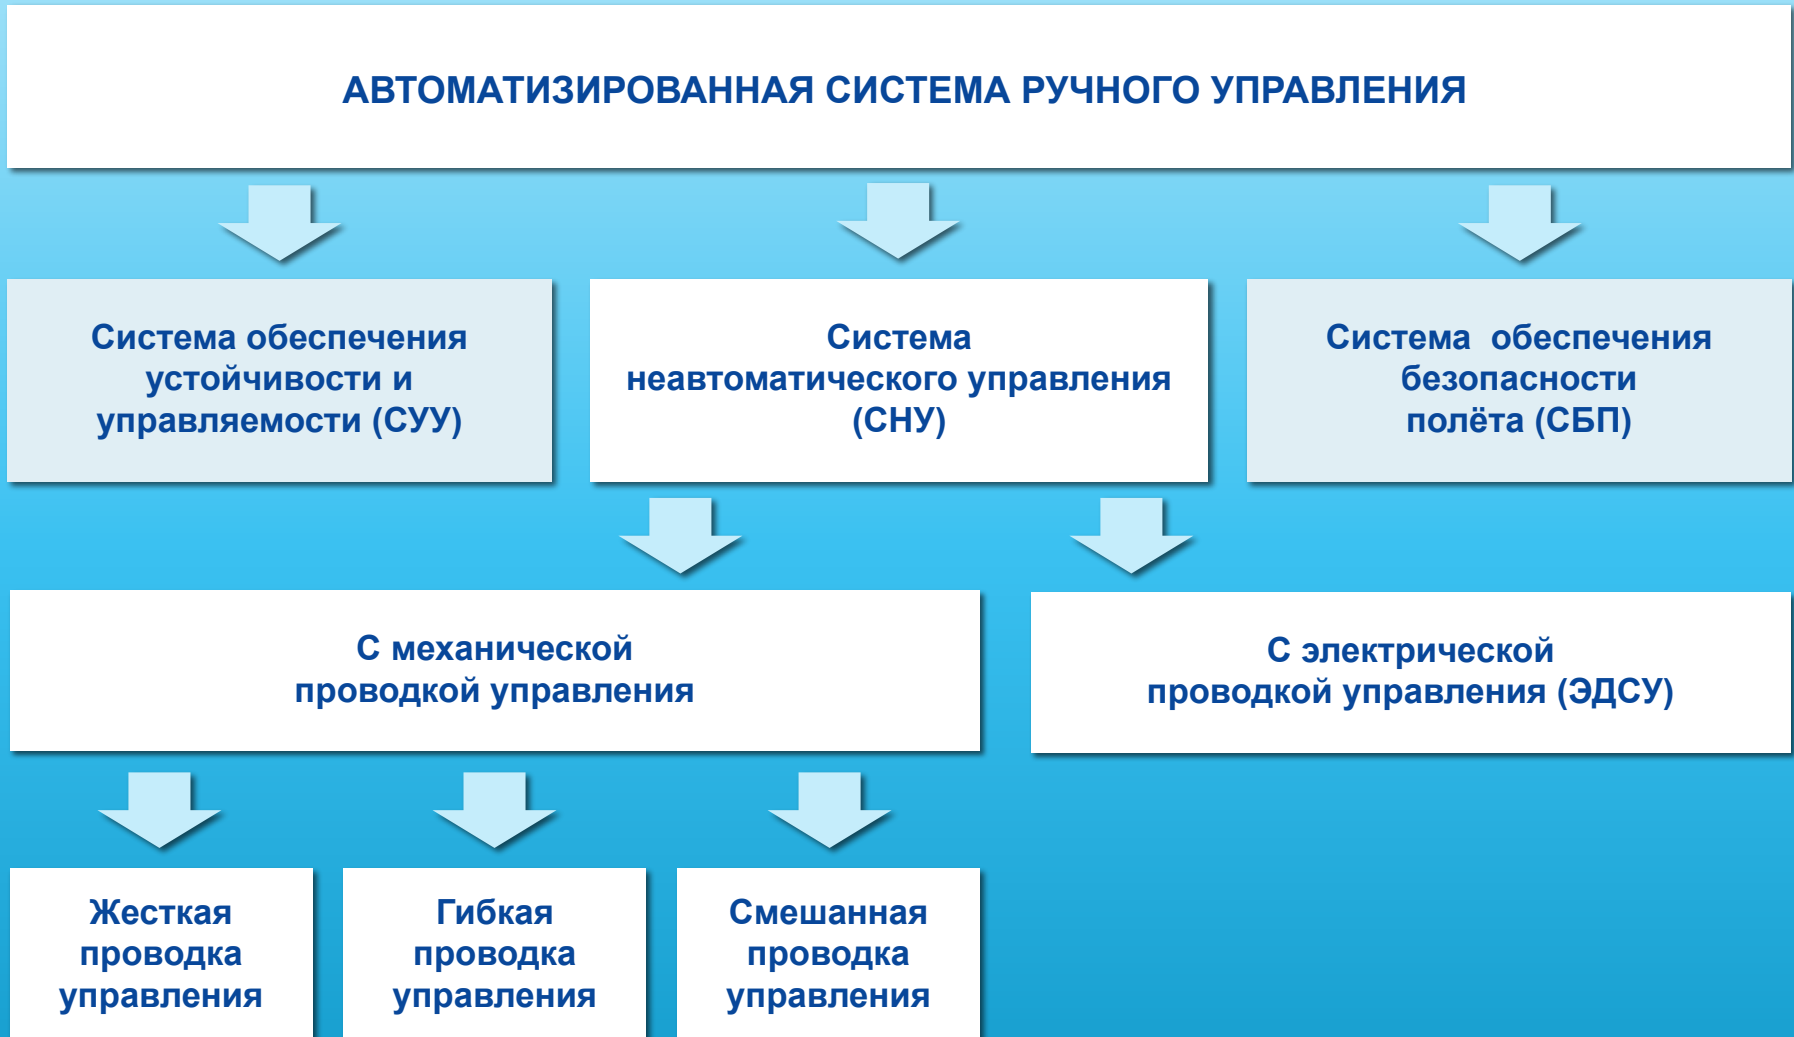 АВТОМАТИЗИРОВАННАЯ СИСТЕМА РУЧНОГО УПРАВЛЕНИЯ
Система обеспечения
устойчивости и
управляемости (СУУ)
Система
неавтоматического управления
(СНУ)
Система обеспечения
безопасности
полёта (СБП)
С механической
проводкой управления
С электрической
проводкой управления (ЭДСУ)
Жесткая
проводка
управления
Гибкая
проводка
управления
Смешанная
проводка
управления